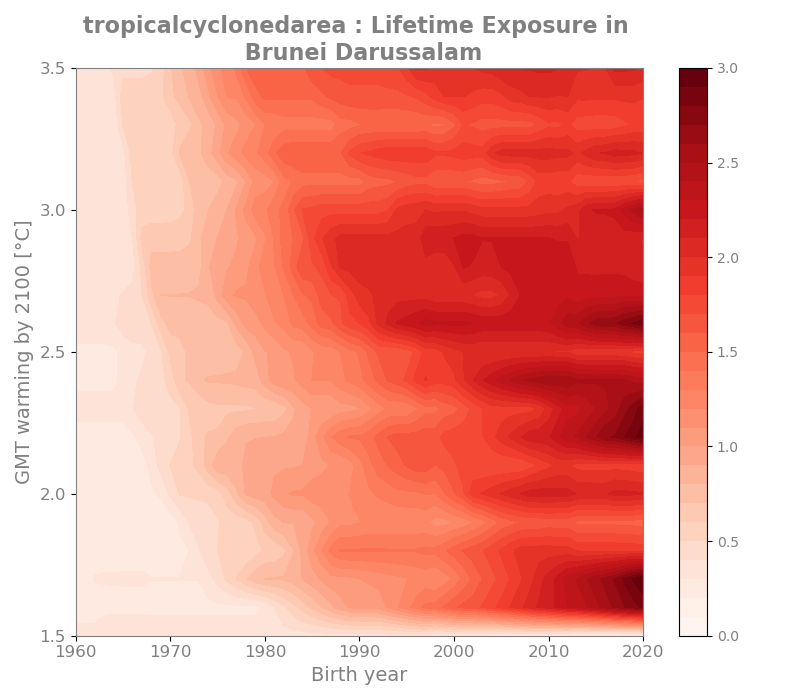 tropicalcyclonedarea : Lifetime Exposure in
Brunei Darussalam
GMT warming by 2100 [°C]
3.5
3.0
2.5
2.0
1.5
1960 1970 1980 1990 2000 2010 2020
Birth year
3.0
2.5
2.0
1.5
1.0
0.5
0.0